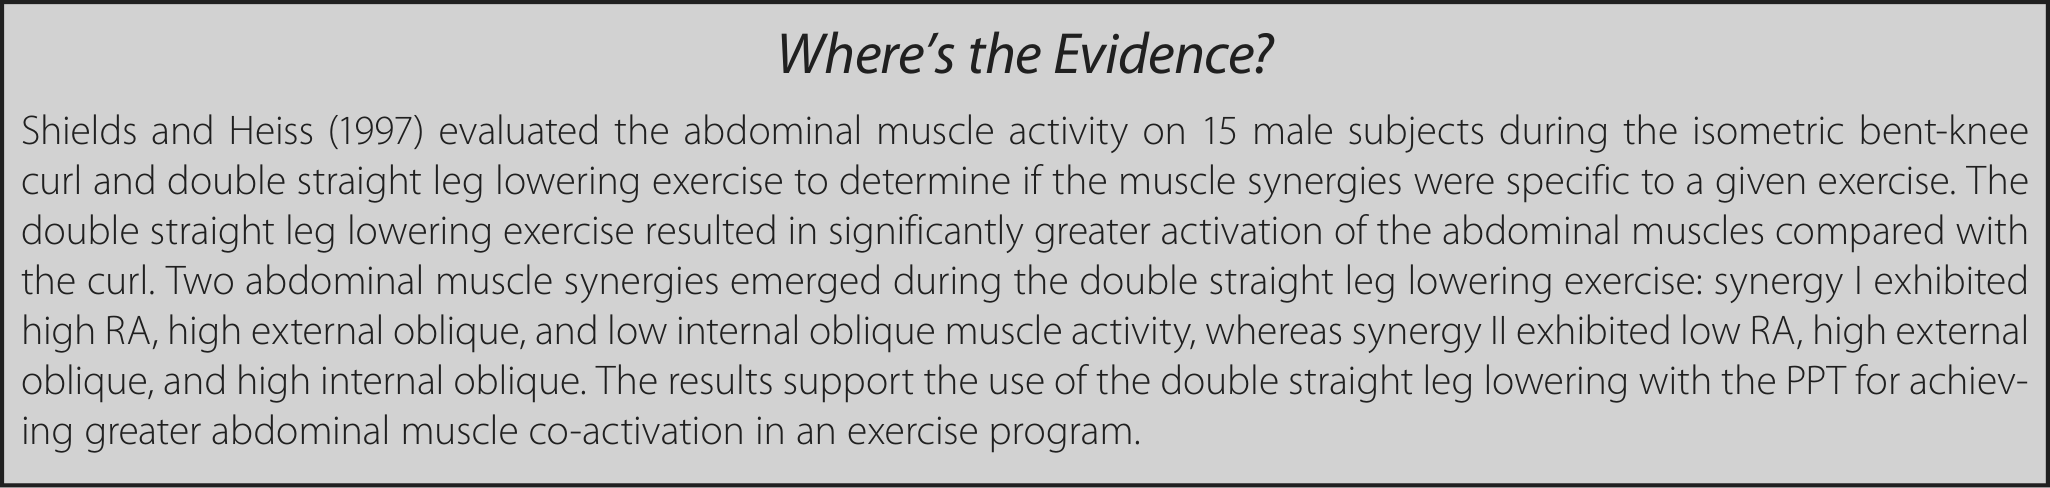 Where’s the Evidence?
Shields and Heiss (1997) evaluated the abdominal muscle activity on 15 male subjects during the isometric bent-knee
curl and double straight leg lowering exercise to determine if the muscle synergies were specific to a given exercise. The
double straight leg lowering exercise resulted in significantly greater activation of the abdominal muscles compared with
the curl. Two abdominal muscle synergies emerged during the double straight leg lowering exercise: synergy I exhibited
high RA, high external oblique, and low internal oblique muscle activity, whereas synergy II exhibited low RA, high external
oblique, and high internal oblique. The results support the use of the double straight leg lowering with the PPT for achiev-
ing greater abdominal muscle co-activation in an exercise program.